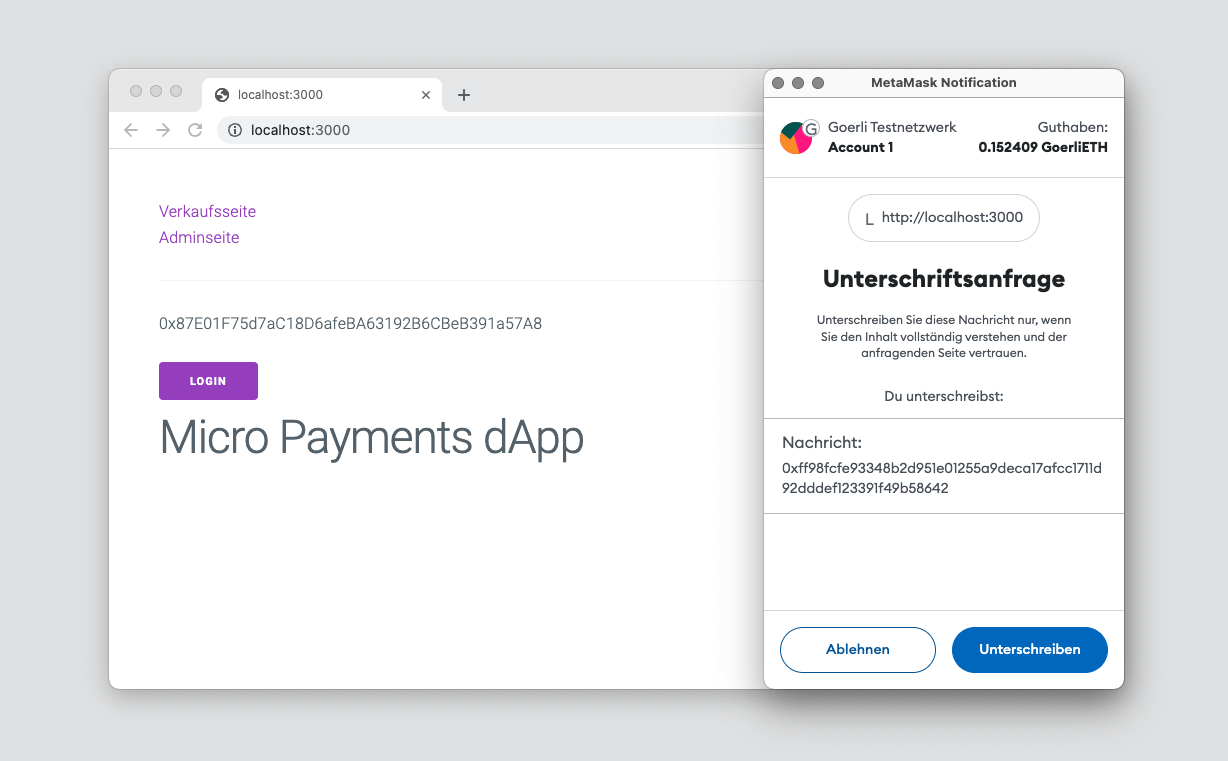 localhost:3000
localhost:3000
Verkaufsseite
Adminseite
0x87E01F75d7aC18D6afeBA63192B6CBeB391a57A8
LOGIN
Micro Payments dApp
MetaMask Notification
G
Goerli Testnetzwerk
Account 1
Guthaben:
0.152409 GoerliETH
L http://localhost:3000
Unterschriftsanfrage
Unterschreiben Sie diese Nachricht nur, wenn
Sie den Inhalt vollständig verstehen und der
anfragenden Seite vertrauen.
Du unterschreibst:
Nachricht:
0xff98fcfe93348b2d951e01255a9deca17afcc1711d
92dddef123391f49b58642
Ablehnen
Unterschreiben